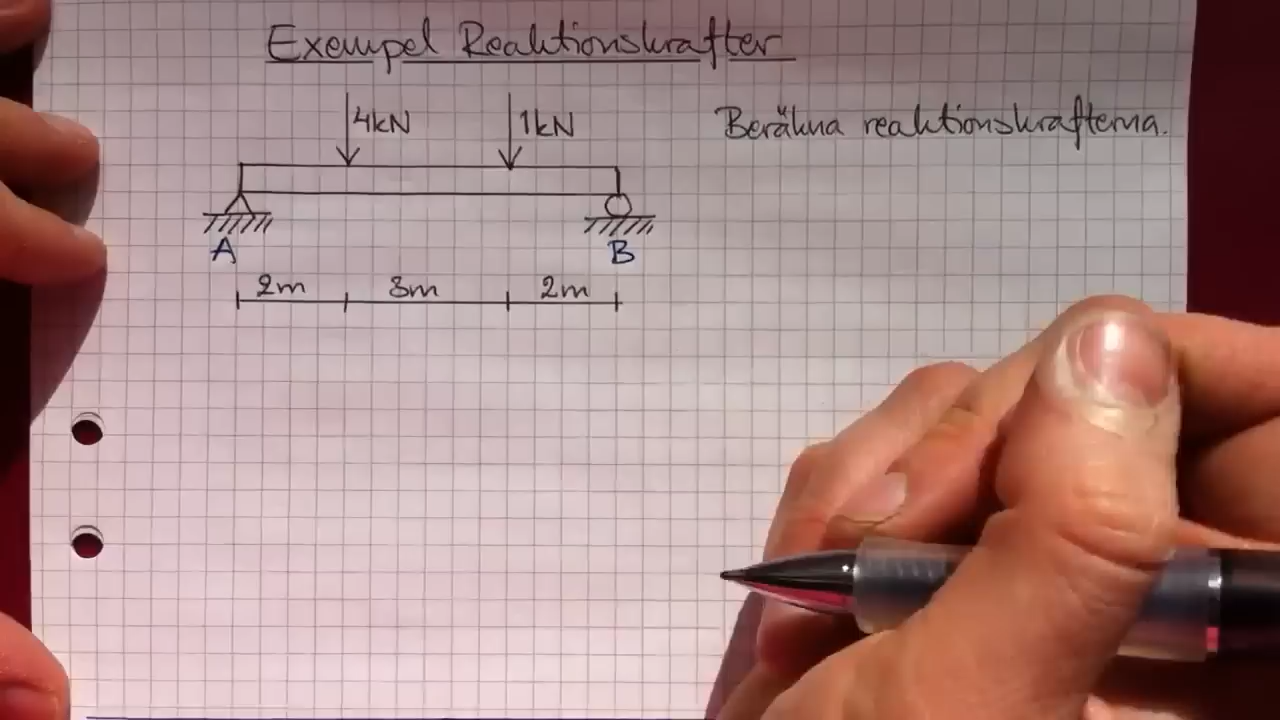 Exempel Reaktionskrafter
4kN 1kN
Beräkna reaktionskrafterna.
A B
2m 3m 2m